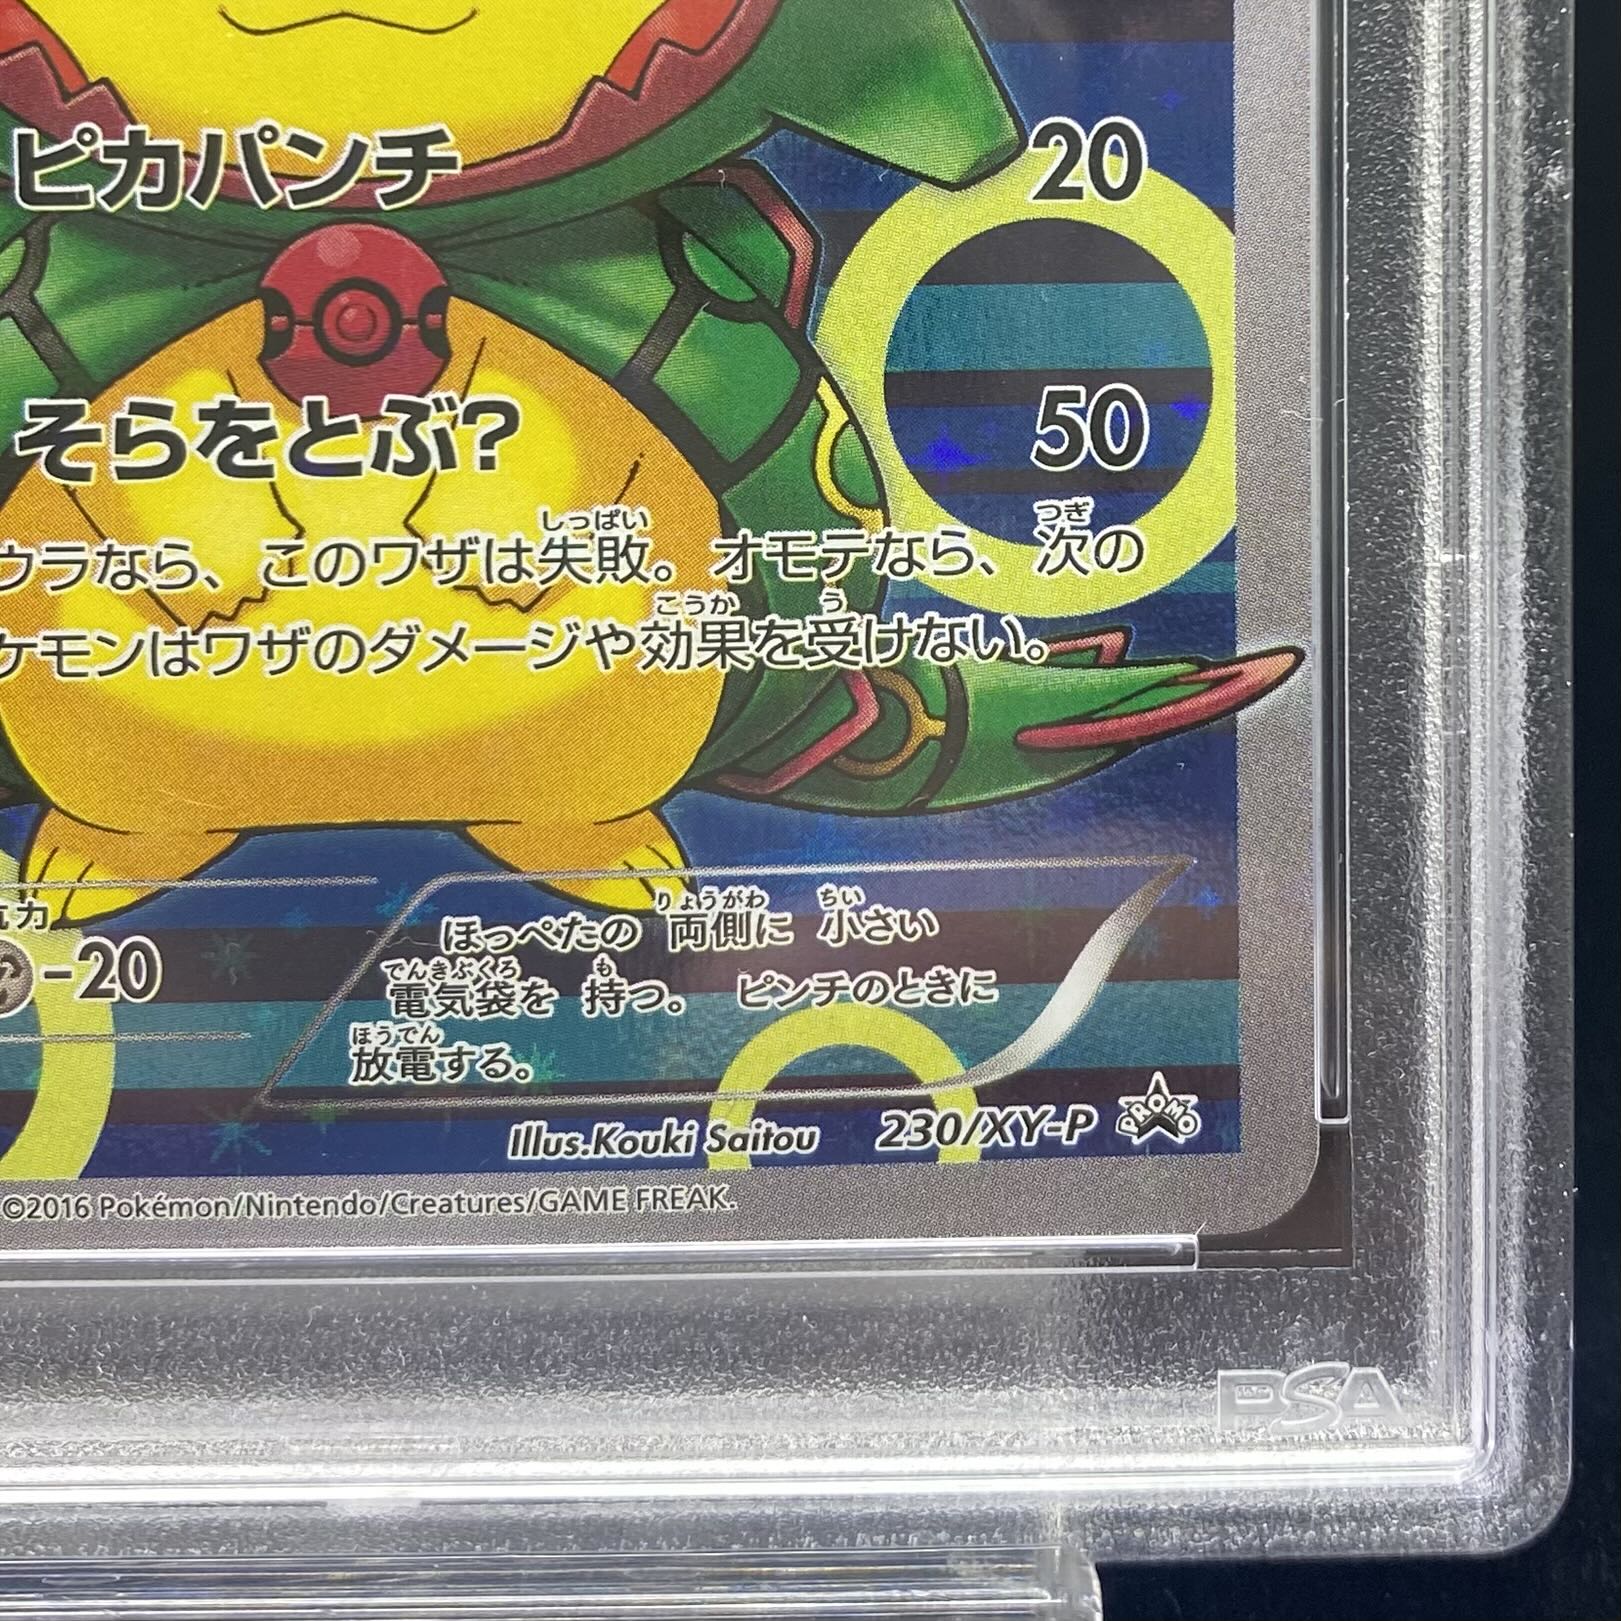 ピカパンチ 20
そらをとぶ? 50
しっぱい つぎ
ウラなら、このワザは失敗。オモテなら、次の
こうか う
ケモンはワザのダメージや効果を受けない。
抗力
-20
りょうがわ ちい
ほっぺたの 両側に 小さい
でんきぶくろ も
電気袋を 持つ。 ピンチのときに
ほうでん
放電する。
Illus.Kouki Saitou 230/XY-P PROMO
©2016 Pokémon/Nintendo/Creatures/GAME FREAK.
PSA